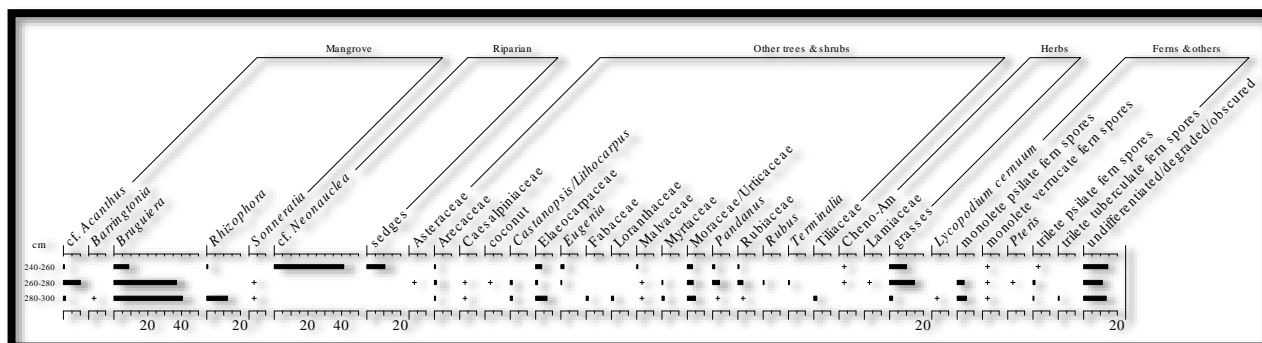 Mangrove
Riparian
Other trees & shrubs
Herbs
Ferns & others
cf. Acanthus
Barringtonia
Bruguiera
Rhizophora
Sonneratia
cf. Neonauclea
sedges
Asteraceae
Arecaceae
Caesalpiniaceae
coconut
Castanopsis/Lithocarpus
Elaeocarpaceae
Eugenia
Fabaceae
Loranthaceae
Malvaceae
Myrtaceae
Moraceae/Urticaceae
Pandanus
Rubiaceae
Rubus
Terminalia
Tiliaceae
Cheno-Am
Lamiaceae
grasses
Lycopodium cernuum
monolete psilate fern spores
monolete verrucate fern spores
Pteris
trilete psilate fern spores
trilete tuberculate fern spores
undifferentiated/degraded/obscured
cm
240-260
+ + +
260-280
+ + + + + + + + + +
280-300
+ + + + + + + +
20 40 20 20 40 20 20 20